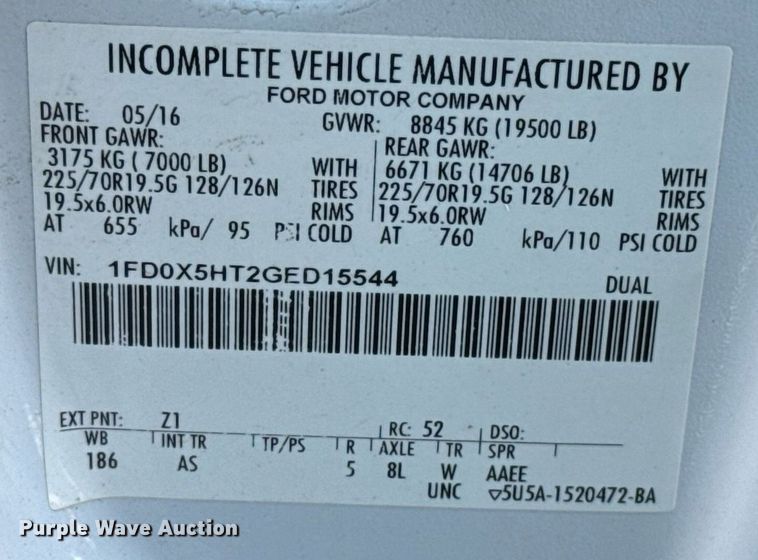 INCOMPLETE VEHICLE MANUFACTURED BY
FORD MOTOR COMPANY
DATE: 05/16 GVWR: 8845 KG (19500 LB)
FRONT GAWR: REAR GAWR:
3175 KG ( 7000 LB) WITH 6671 KG (14706 LB) WITH
225/70R19.5G 128/126N TIRES 225/70R19.5G 128/126N TIRES
19.5x6.0RW RIMS 19.5x6.0RW RIMS
AT 655 kPa/ 95 PSI COLD AT 760 kPa/110 PSI COLD
VIN: 1FD0X5HT2GED15544 DUAL
EXT PNT: Z1 RC: 52 DSO:
WB INT TR TP/PS R AXLE TR SPR
186 AS 5 8L W AAEE
UNC ▽5U5A-1520472-BA
Purple Wave Auction